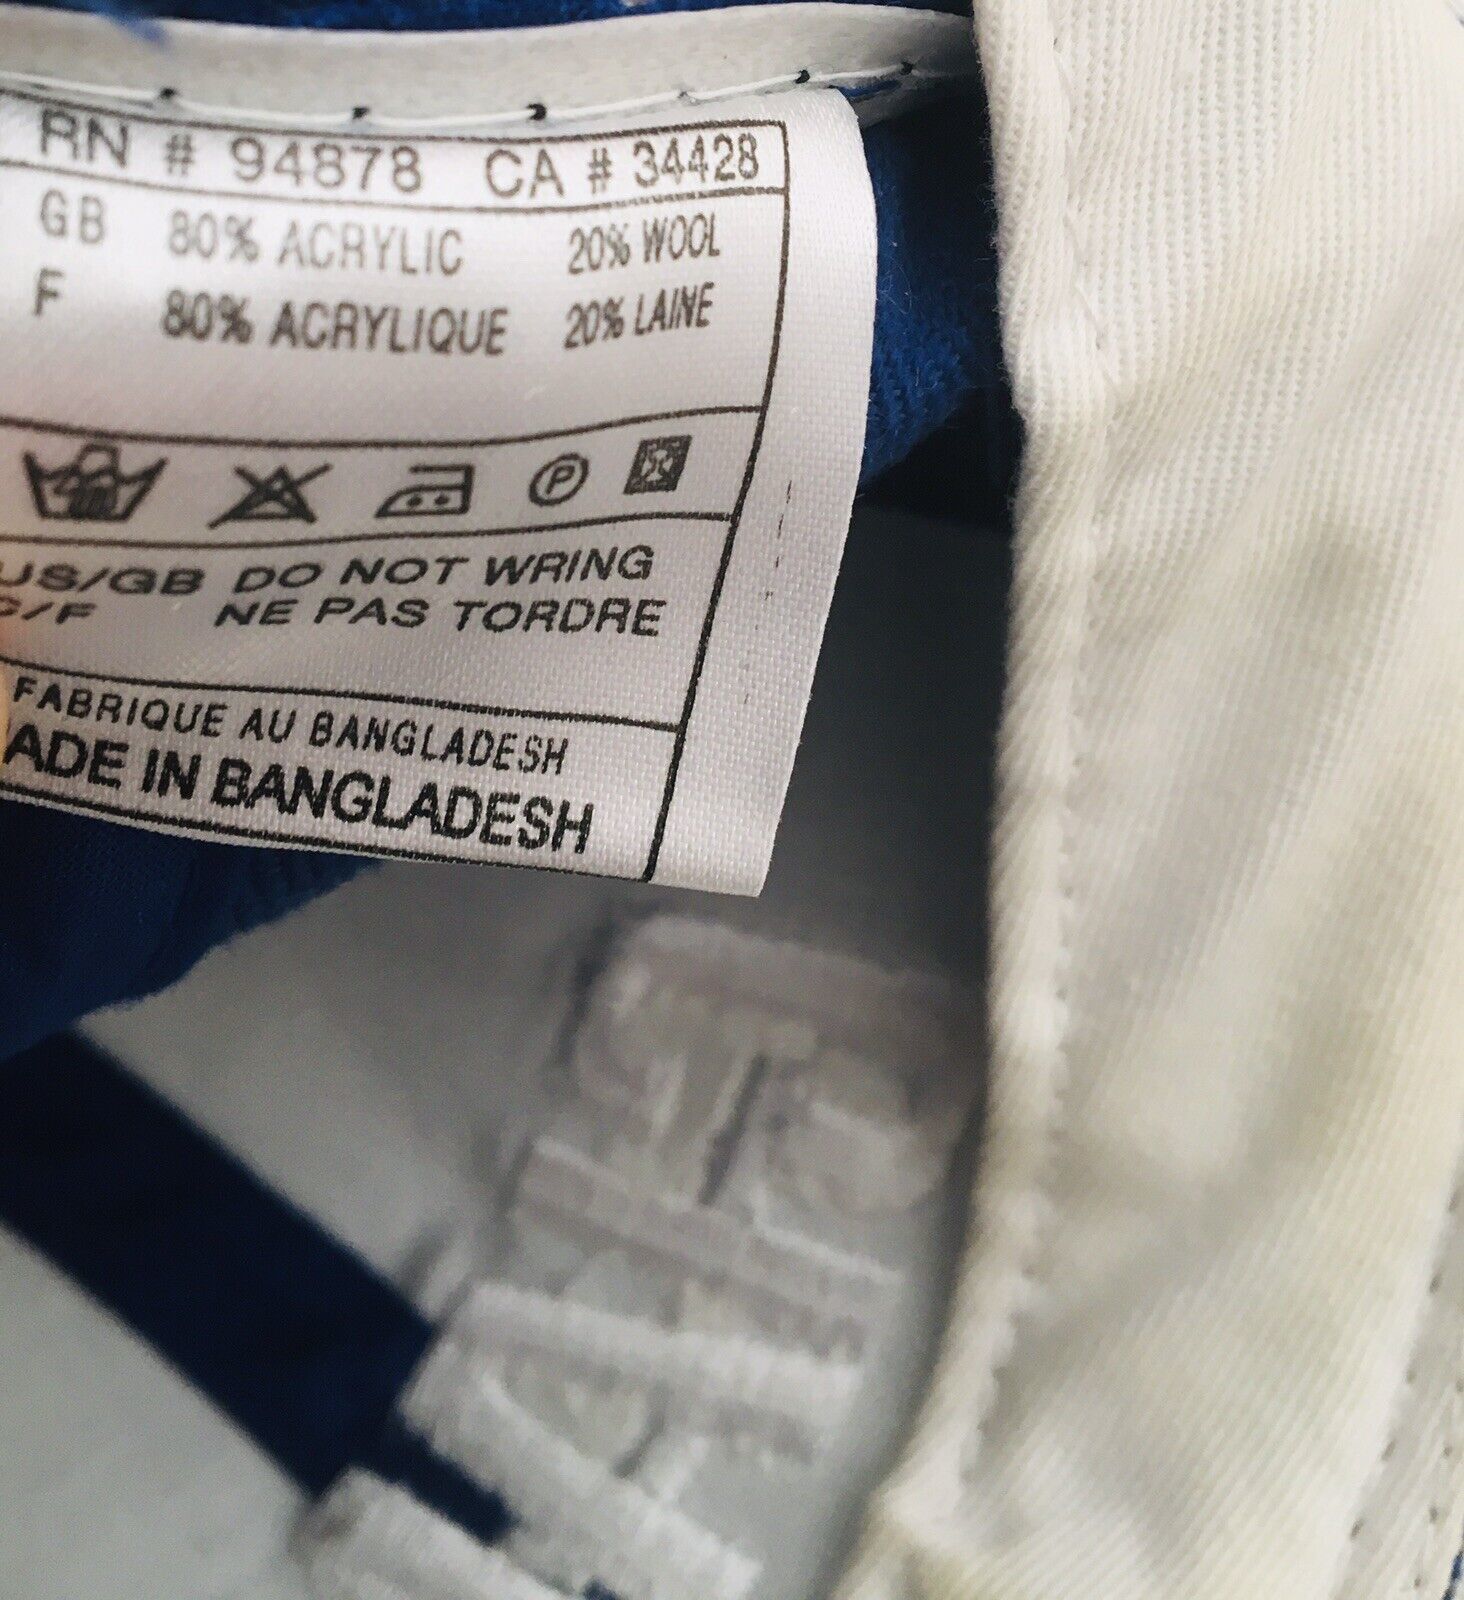 RN # 94878 CA # 34428
GB 80% ACRYLIC 20% WOOL
F 80% ACRYLIQUE 20% LAINE
P
US/GB DO NOT WRING
C/F NE PAS TORDRE
FABRIQUE AU BANGLADESH
ADE IN BANGLADESH